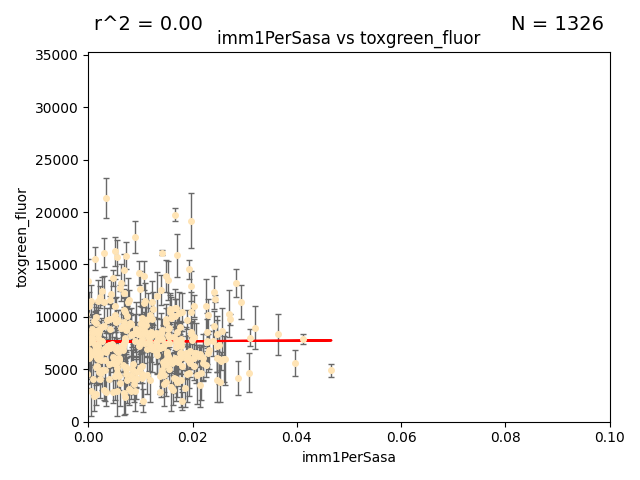 r^2 = 0.00
N = 1326
imm1PerSasa vs toxgreen_fluor
35000
30000
25000
20000
15000
10000
5000
0
toxgreen_fluor
0.00
0.02
0.04
0.06
0.08
0.10
imm1PerSasa